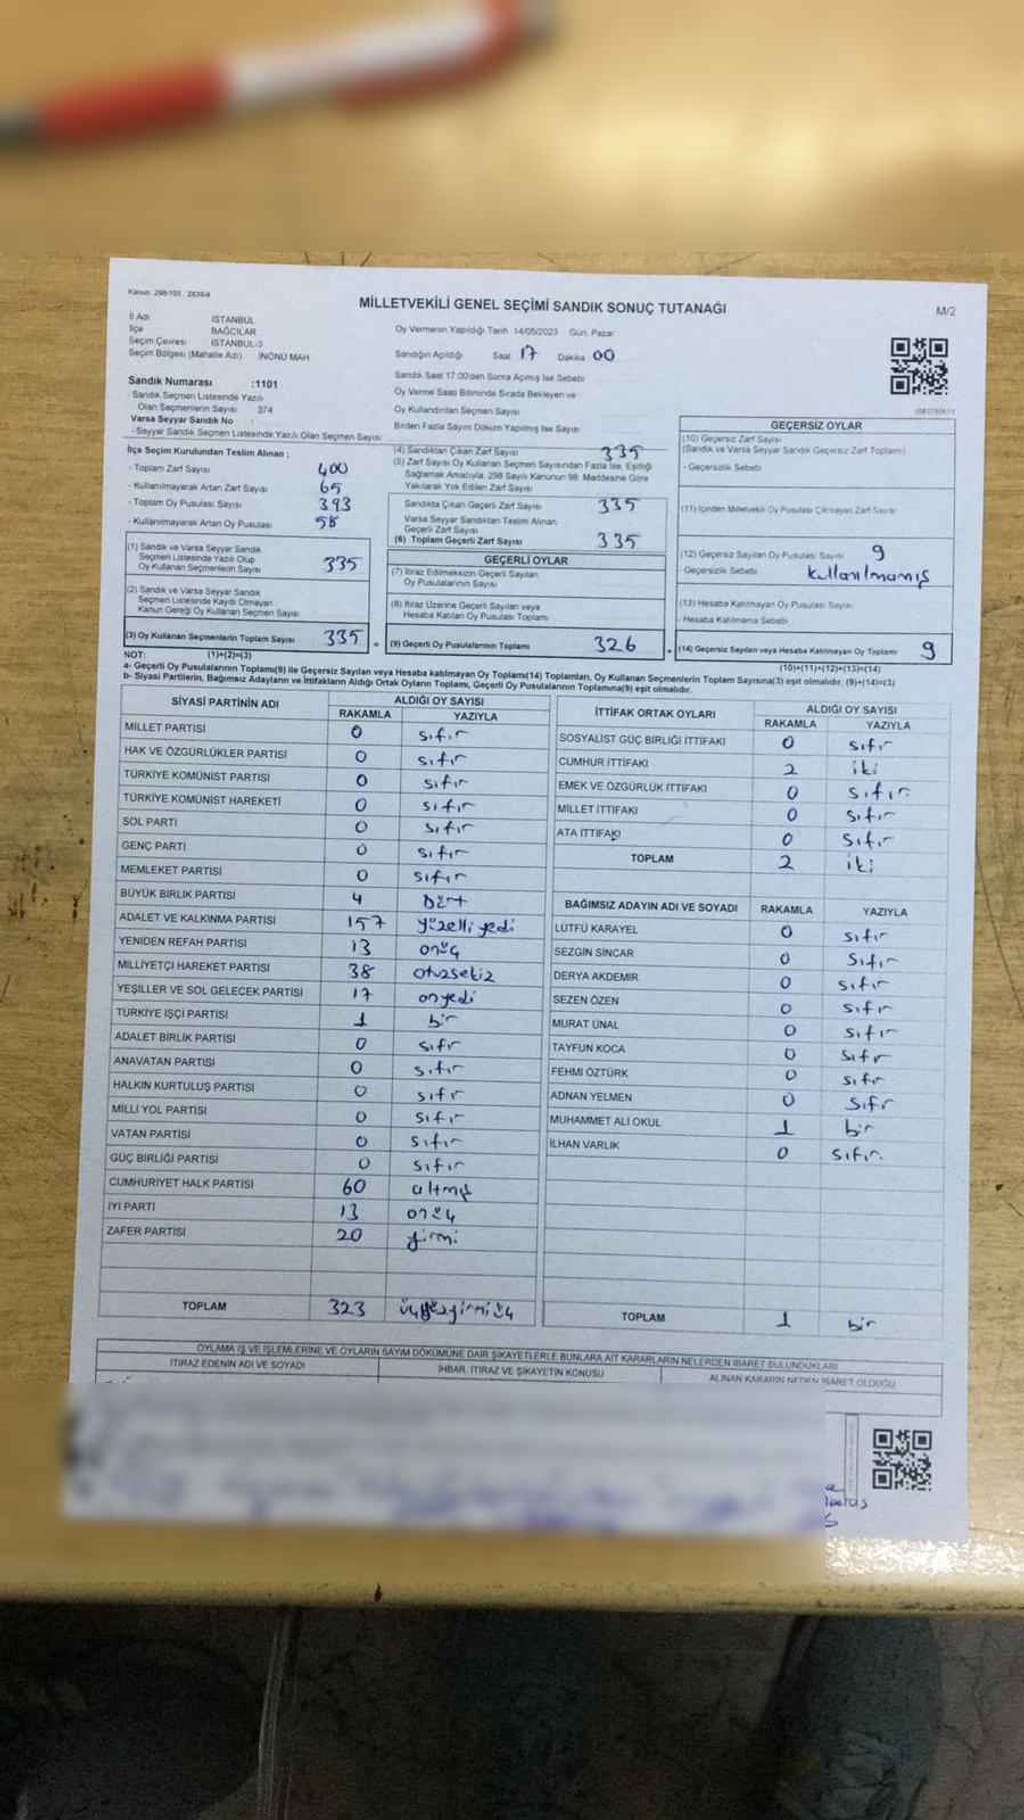 Kanun: 298/101, 2839/4
MİLLETVEKİLİ GENEL SEÇİMİ SANDIK SONUÇ TUTANAĞI
M/2
İl Adı : İSTANBUL
İlçe : BAĞCILAR
Seçim Çevresi : İSTANBUL-3
Seçim Bölgesi (Mahalle Adı) : İNÖNÜ MAH
Oy Vermenin Yapıldığı Tarih 14/05/2023 Gün. Pazar
Sandığın Açıldığı Saat 17 Dakika 00
Sandık Saat 17:00'den Sonra Açılmış İse Sebebi
Oy Verme Saati Bitiminde Sırada Bekleyen ve
Oy Kullandırılan Seçmen Sayısı
Birden Fazla Sayım Döküm Yapılmış İse Sayısı
Sandık Numarası :1101
- Sandık Seçmen Listesinde Yazılı
Olan Seçmenlerin Sayısı 374
Varsa Seyyar Sandık No :
- Seyyar Sandık Seçmen Listesinde Yazılı Olan Seçmen Sayısı
İlçe Seçim Kurulundan Teslim Alınan ;
- Toplam Zarf Sayısı 400
- Kullanılmayarak Artan Zarf Sayısı 65
- Toplam Oy Pusulası Sayısı 393
- Kullanılmayarak Artan Oy Pusulası 58
(1) Sandık ve Varsa Seyyar Sandık
Seçmen Listesinde Yazılı Olup
Oy Kullanan Seçmenlerin Sayısı 335
(2) Sandık ve Varsa Seyyar Sandık
Seçmen Listesinde Kaydı Olmayan
Kanun Gereği Oy Kullanan Seçmen Sayısı
(3) Oy Kullanan Seçmenlerin Toplam Sayısı 335
(4) Sandıktan Çıkan Zarf Sayısı 335
(5) Zarf Sayısı Oy Kullanan Seçmen Sayısından Fazla İse, Eşitliği
Sağlamak Amacıyla, 298 Sayılı Kanunun 98. Maddesine Göre
Yakılarak Yok Edilen Zarf Sayısı
Sandıkta Çıkan Geçerli Zarf Sayısı 335
Varsa Seyyar Sandıktan Teslim Alınan
Geçerli Zarf Sayısı
(6) Toplam Geçerli Zarf Sayısı 335
GEÇERLİ OYLAR
(7) İtiraz Edilmeksizin Geçerli Sayılan
Oy Pusulalarının Sayısı
(8) İtiraz Üzerine Geçerli Sayılan veya
Hesaba Katılan Oy Pusulaları Toplamı
= (9) Geçerli Oy Pusulalarının Toplamı 326
GEÇERSİZ OYLAR
(10) Geçersiz Zarf Sayısı
(Sandık ve Varsa Seyyar Sandık Geçersiz Zarf Toplamı)
- Geçersizlik Sebebi
(11) İçinden Milletvekili Oy Pusulası Çıkmayan Zarf Sayısı
(12) Geçersiz Sayılan Oy Pusulası Sayısı 9
Geçersizlik Sebebi kullanılmamış
(13) Hesaba Katılmayan Oy Pusulası Sayısı
- Hesaba Katılmama Sebebi
+ (14) Geçersiz Sayılan veya Hesaba Katılmayan Oy Toplamı 9
NOT: (1)+(2)=(3)
(10)+(11)+(12)+(13)=(14)
a- Geçerli Oy Pusulalarının Toplamı(9) ile Geçersiz Sayılan veya Hesaba katılmayan Oy Toplamı(14) Toplamları, Oy Kullanan Seçmenlerin Toplam Sayısına(3) eşit olmalıdır. (9)+(14)=(3)
b- Siyasi Partilerin, Bağımsız Adayların ve İttifakların Aldığı Ortak Oyların Toplamı, Geçerli Oy Pusulalarının Toplamına(9) eşit olmalıdır.
SİYASİ PARTİNİN ADI ALDIĞI OY SAYISI
RAKAMLA YAZIYLA
MİLLET PARTİSİ 0 sıfır
HAK VE ÖZGÜRLÜKLER PARTİSİ 0 sıfır
TÜRKİYE KOMÜNİST PARTİSİ 0 sıfır
TÜRKİYE KOMÜNİST HAREKETİ 0 sıfır
SOL PARTİ 0 sıfır
GENÇ PARTİ 0 sıfır
MEMLEKET PARTİSİ 0 sıfır
BÜYÜK BİRLİK PARTİSİ 4 Dört
ADALET VE KALKINMA PARTİSİ 157 yüzelli yedi
YENİDEN REFAH PARTİSİ 13 onüç
MİLLİYETÇİ HAREKET PARTİSİ 38 otuzsekiz
YEŞİLLER VE SOL GELECEK PARTİSİ 17 onyedi
TÜRKİYE İŞÇİ PARTİSİ 1 bir
ADALET BİRLİK PARTİSİ 0 sıfır
ANAVATAN PARTİSİ 0 sıfır
HALKIN KURTULUŞ PARTİSİ 0 sıfır
MİLLİ YOL PARTİSİ 0 sıfır
VATAN PARTİSİ 0 sıfır
GÜÇ BİRLİĞİ PARTİSİ 0 sıfır
CUMHURİYET HALK PARTİSİ 60 altmış
İYİ PARTİ 13 onüç
ZAFER PARTİSİ 20 yirmi
TOPLAM 323 üçyüzyirmiüç
İTTİFAK ORTAK OYLARI ALDIĞI OY SAYISI
RAKAMLA YAZIYLA
SOSYALİST GÜÇ BİRLİĞİ İTTİFAKI 0 sıfır
CUMHUR İTTİFAKI 2 iki
EMEK VE ÖZGÜRLÜK İTTİFAKI 0 sıfır
MİLLET İTTİFAKI 0 sıfır
ATA İTTİFAKI 0 sıfır
TOPLAM 2 iki
BAĞIMSIZ ADAYIN ADI VE SOYADI RAKAMLA YAZIYLA
LÜTFÜ KARAYEL 0 sıfır
SEZGİN SİNCAR 0 sıfır
DERYA AKDEMİR 0 sıfır
SEZEN ÖZEN 0 sıfır
MURAT ÜNAL 0 sıfır
TAYFUN KOCA 0 sıfır
FEHMİ ÖZTÜRK 0 sıfır
ADNAN YELMEN 0 sıfır
MUHAMMET ALİ OKUL 1 bir
İLHAN VARLIK 0 sıfır
TOPLAM 1 bir
OYLAMA İŞ VE İŞLEMLERİNE VE OYLARIN SAYIM DÖKÜMÜNE DAİR ŞİKAYETLERLE BUNLARA AİT KARARLARIN NELERDEN İBARET BULUNDUKLARI
İTİRAZ EDENİN ADI VE SOYADI İHBAR, İTİRAZ VE ŞİKAYETİN KONUSU ALINAN KARARIN NEDEN İBARET OLDUĞU